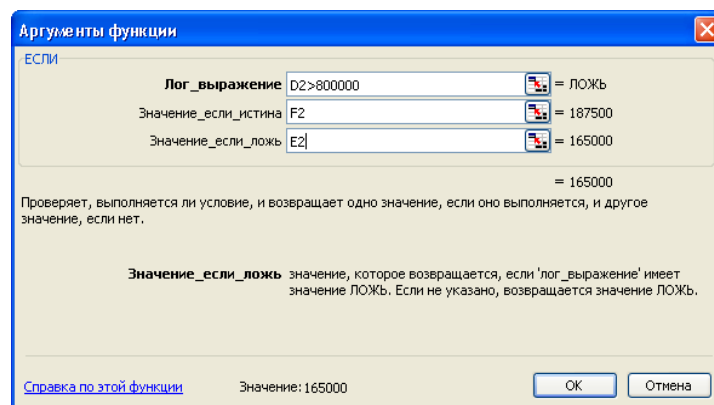 Аргументы функции
ЕСЛИ
Лог_выражение D2>800000 = ЛОЖЬ
Значение_если_истина F2 = 187500
Значение_если_ложь E2 = 165000
= 165000
Проверяет, выполняется ли условие, и возвращает одно значение, если оно выполняется, и другое
значение, если нет.
Значение_если_ложь значение, которое возвращается, если 'лог_выражение' имеет
значение ЛОЖЬ. Если не указано, возвращается значение ЛОЖЬ.
Справка по этой функции Значение: 165000 ОК Отмена